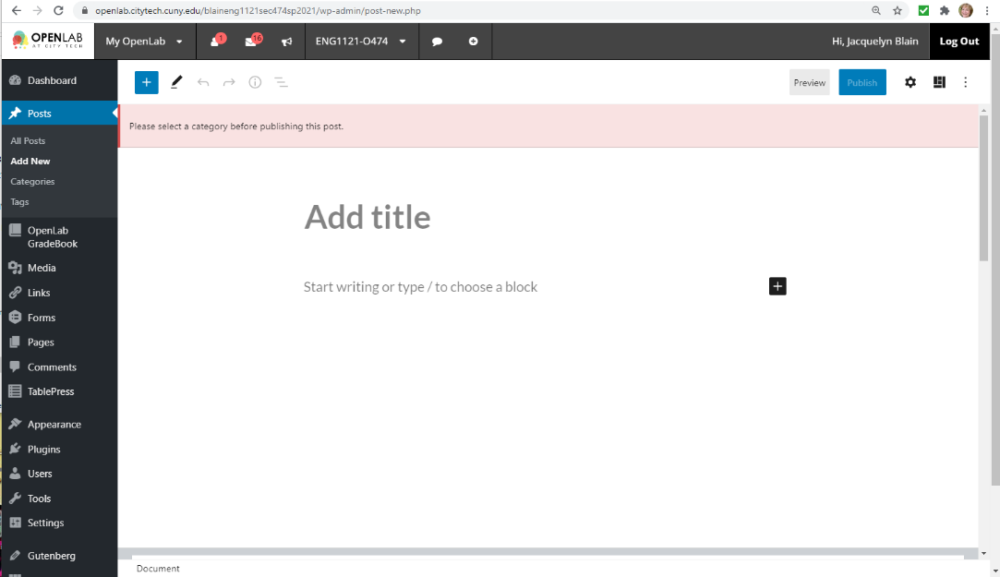 openlab.citytech.cuny.edu/blaineng1121sec474sp2021/wp-admin/post-new.php
OPENLAB
AT CITY TECH
My OpenLab
1
16
ENG1121-O474
Hi, Jacquelyn Blain
Log Out
Dashboard
Posts
All Posts
Add New
Categories
Tags
OpenLab
GradeBook
Media
Links
Forms
Pages
Comments
TablePress
Appearance
Plugins
Users
Tools
Settings
Gutenberg
Preview
Publish
Please select a category before publishing this post.
Add title
Start writing or type / to choose a block
Document